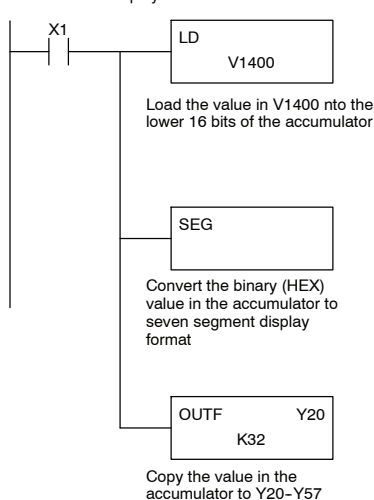 X1
LD
V1400
Load the value in V1400 nto the
lower 16 bits of the accumulator
SEG
Convert the binary (HEX)
value in the accumulator to
seven segment display
format
OUTF Y20
K32
Copy the value in the
accumulator to Y20-Y57